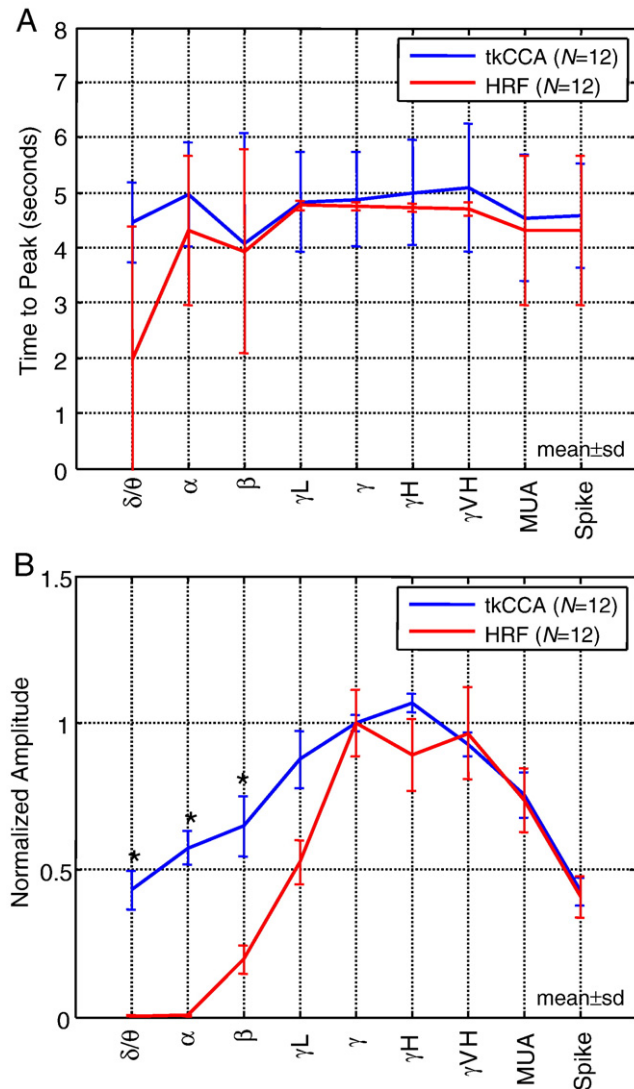 A
8
7
6
5
4
3
2
1
0
Time to Peak (seconds)
tkCCA (N=12)
HRF (N=12)
mean±sd
δ/θ
α
β
γL
γ
γH
γVH
MUA
Spike
B
1.5
1
0.5
0
Normalized Amplitude
tkCCA (N=12)
HRF (N=12)
*
*
*
mean±sd
δ/θ
α
β
γL
γ
γH
γVH
MUA
Spike